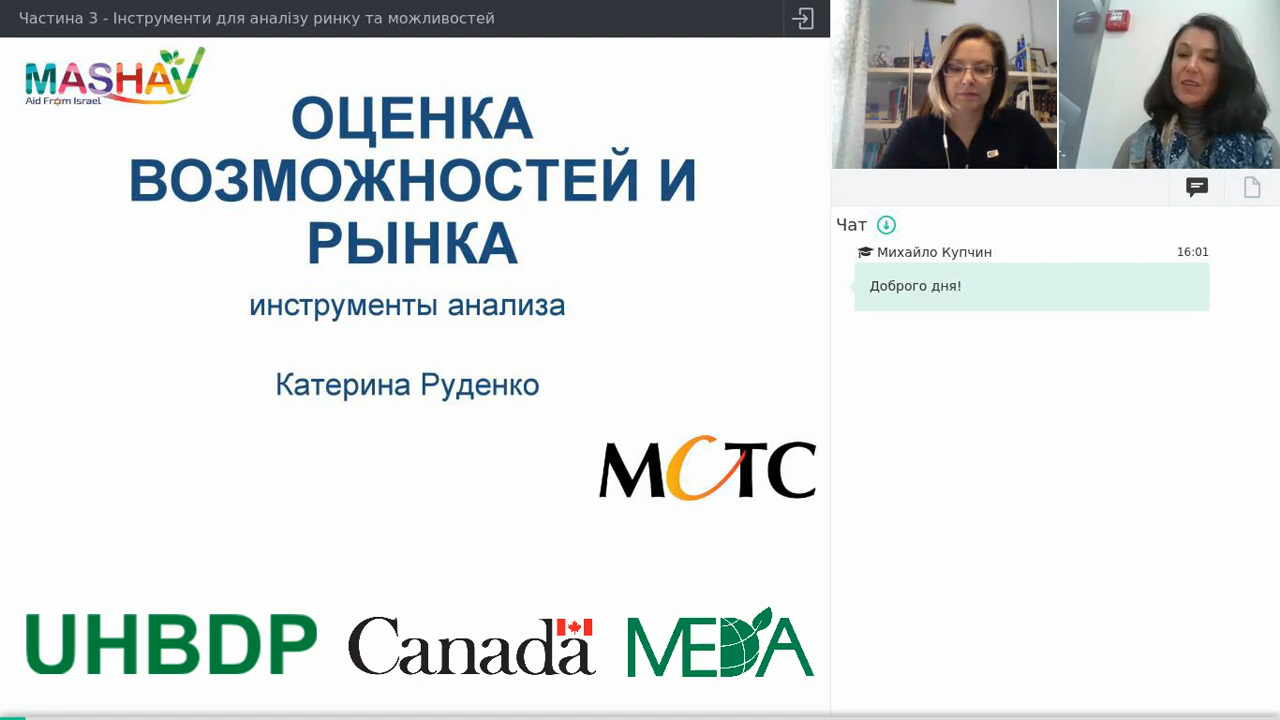 Частина 3 - Інструменти для аналізу ринку та можливостей
MASHAV
Aid From Israel
ОЦЕНКА
ВОЗМОЖНОСТЕЙ И
РЫНКА
инструменты анализа
Катерина Руденко
MCTC
UHBDP
Canada
MEDA
Чат
Михайло Купчин
16:01
Доброго дня!